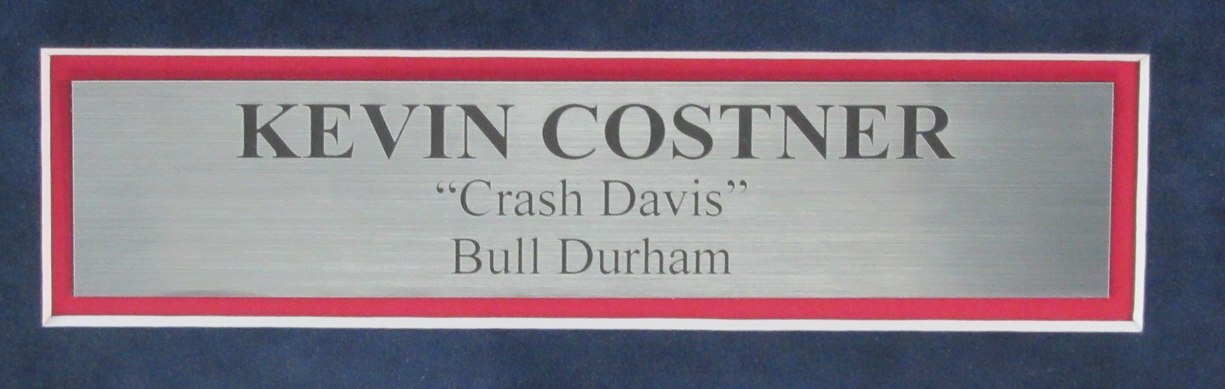 KEVIN COSTNER
“Crash Davis”
Bull Durham